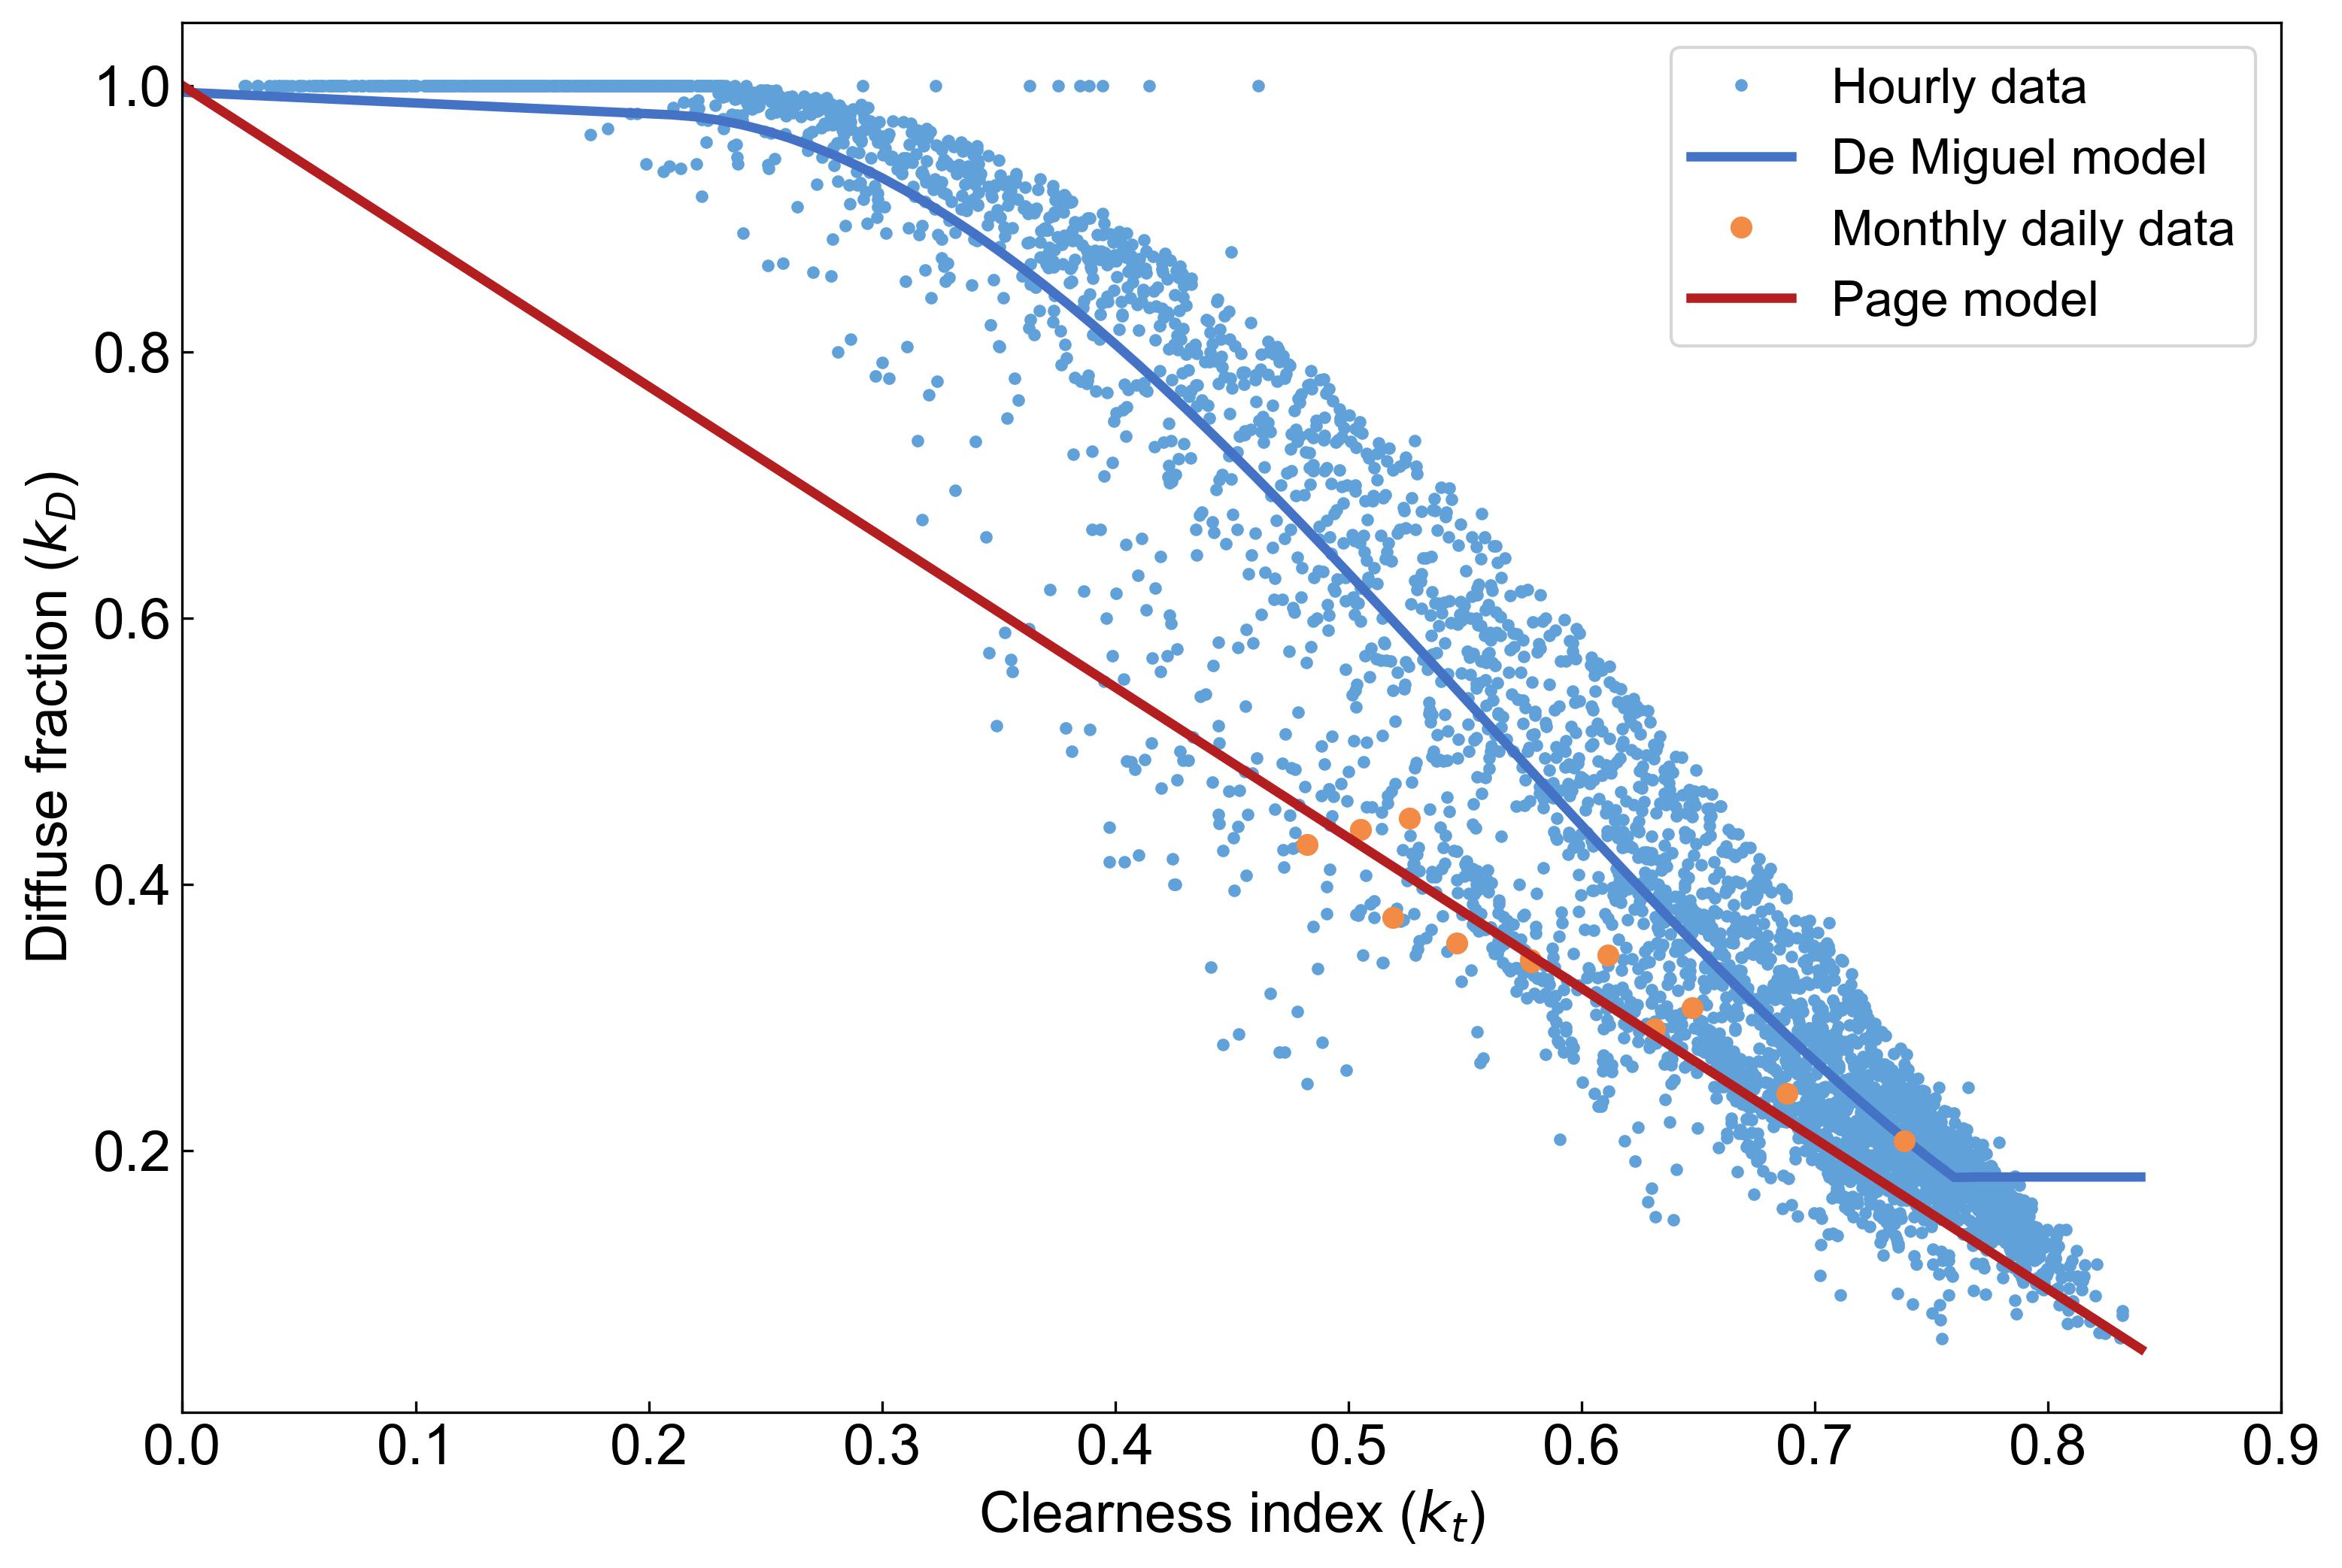 Hourly data
De Miguel model
Monthly daily data
Page model
1.0
0.8
0.6
0.4
0.2
Diffuse fraction (k_D)
0.0 0.1 0.2 0.3 0.4 0.5 0.6 0.7 0.8 0.9
Clearness index (k_t)